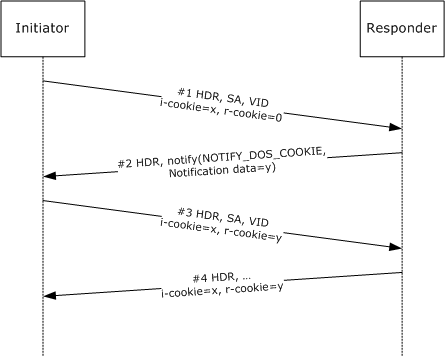 Initiator
Responder
#1 HDR, SA, VID
i-cookie=x, r-cookie=0
#2 HDR, notify(NOTIFY_DOS_COOKIE,
Notification data=y)
#3 HDR, SA, VID
i-cookie=x, r-cookie=y
#4 HDR, ...
i-cookie=x, r-cookie=y